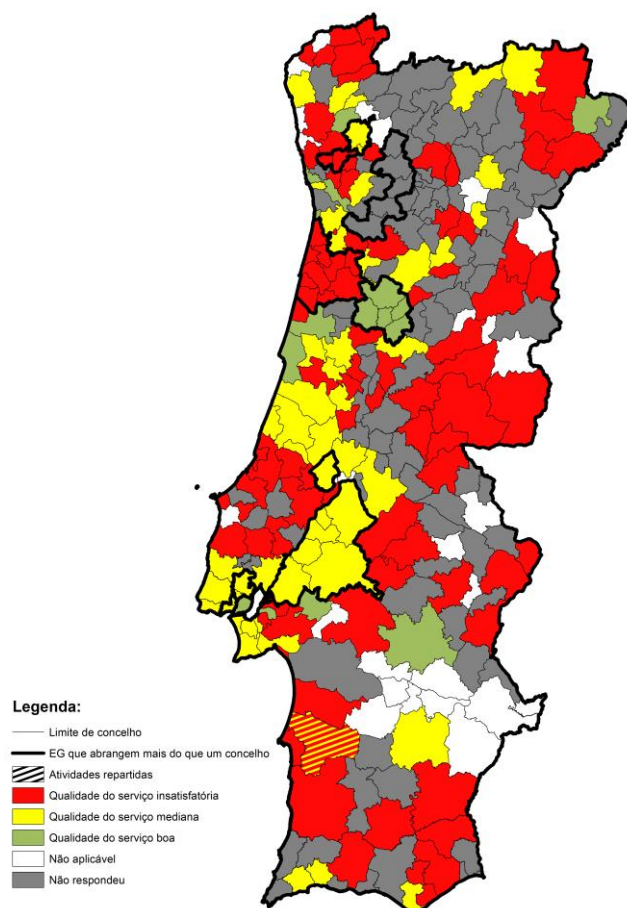 Legenda:
Limite de concelho
EG que abrangem mais do que um concelho
Atividades repartidas
Qualidade do serviço insatisfatória
Qualidade do serviço mediana
Qualidade do serviço boa
Não aplicável
Não respondeu